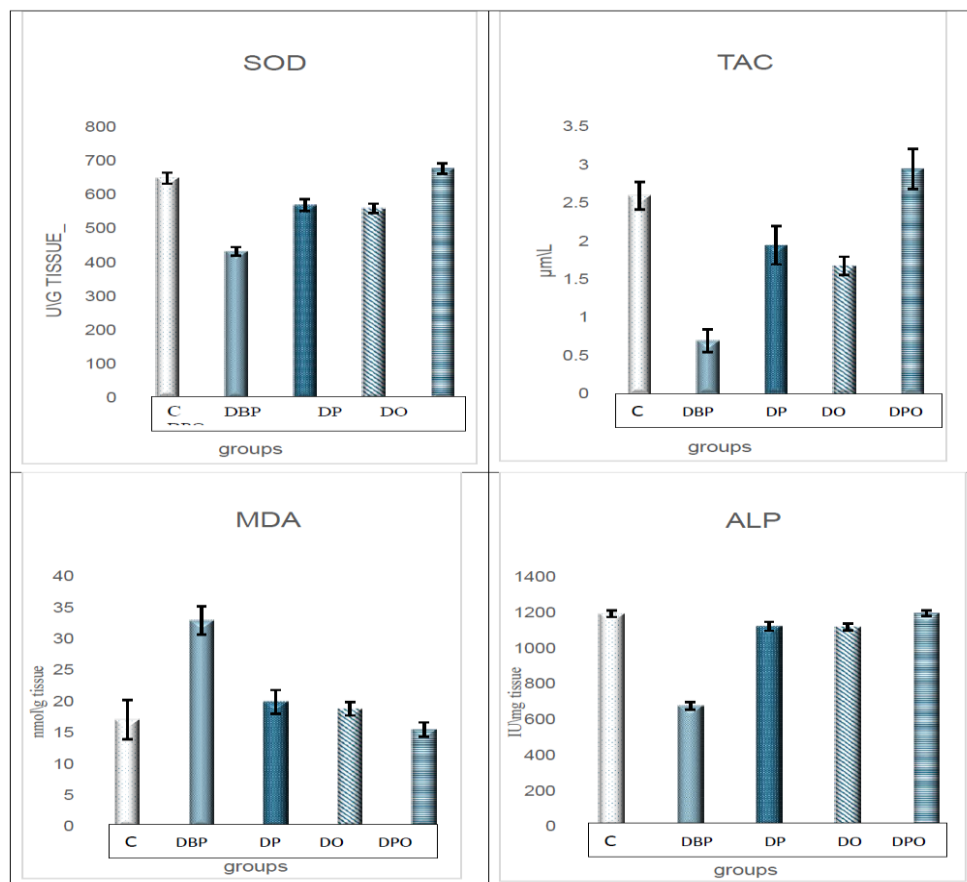 SOD
800
700
600
500
400
300
200
100
0
U\G TISSUE_
C DBP DP DO
groups
TAC
3.5
3
2.5
2
1.5
1
0.5
0
µm\L
C DBP DP DO DPO
groups
MDA
40
35
30
25
20
15
10
5
0
nmol\g tissue
C DBP DP DO DPO
groups
ALP
1400
1200
1000
800
600
400
200
0
IU\mg tissue
C DBP DP DO DPO
groups